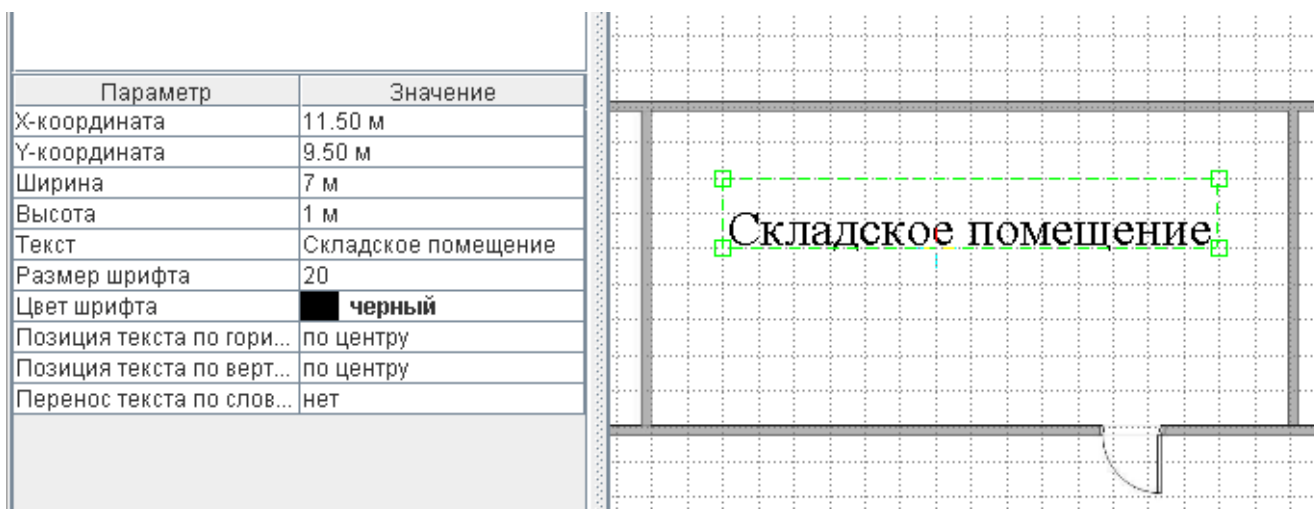 Параметр Значение
X-координата 11.50 м
Y-координата 9.50 м
Ширина 7 м
Высота 1 м
Текст Складское помещение
Размер шрифта 20
Цвет шрифта черный
Позиция текста по гори... по центру
Позиция текста по верт... по центру
Перенос текста по слов... нет
Складское помещение